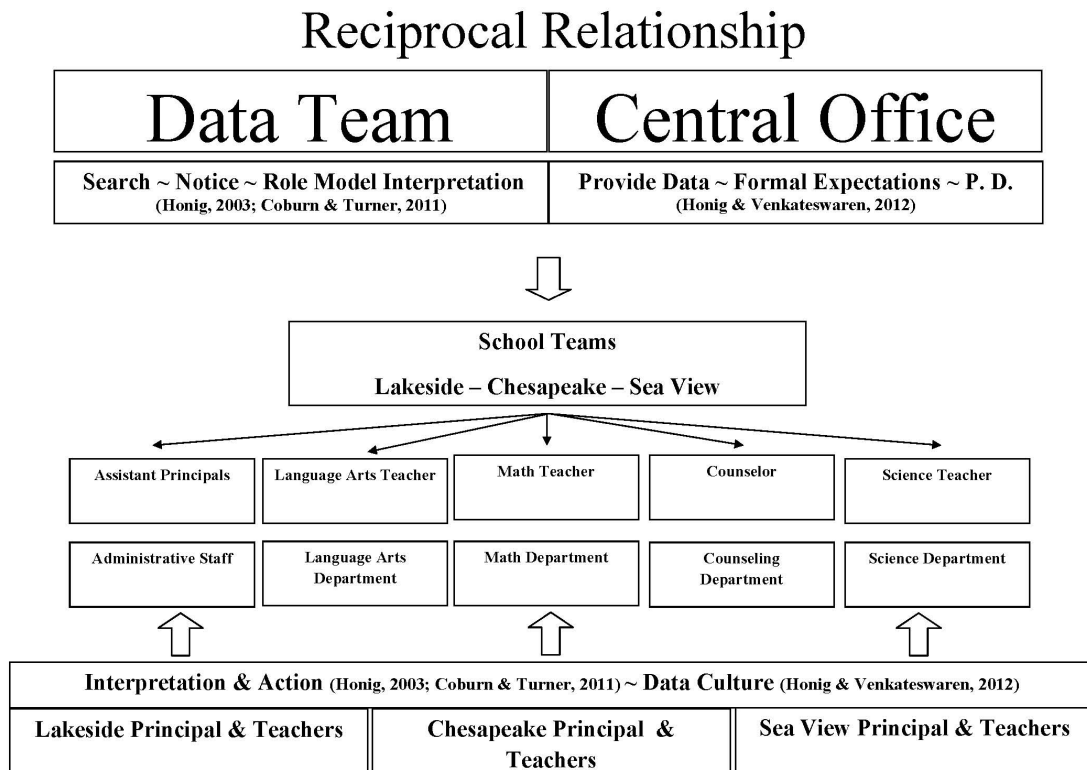 Reciprocal Relationship
Data Team
Central Office
Search ~ Notice ~ Role Model Interpretation
(Honig, 2003; Coburn & Turner, 2011)
Provide Data ~ Formal Expectations ~ P. D.
(Honig & Venkateswaren, 2012)
School Teams
Lakeside – Chesapeake – Sea View
Assistant Principals
Language Arts Teacher
Math Teacher
Counselor
Science Teacher
Administrative Staff
Language Arts
Department
Math Department
Counseling
Department
Science Department
Interpretation & Action (Honig, 2003; Coburn & Turner, 2011) ~ Data Culture (Honig & Venkateswaren, 2012)
Lakeside Principal & Teachers
Chesapeake Principal &
Teachers
Sea View Principal & Teachers